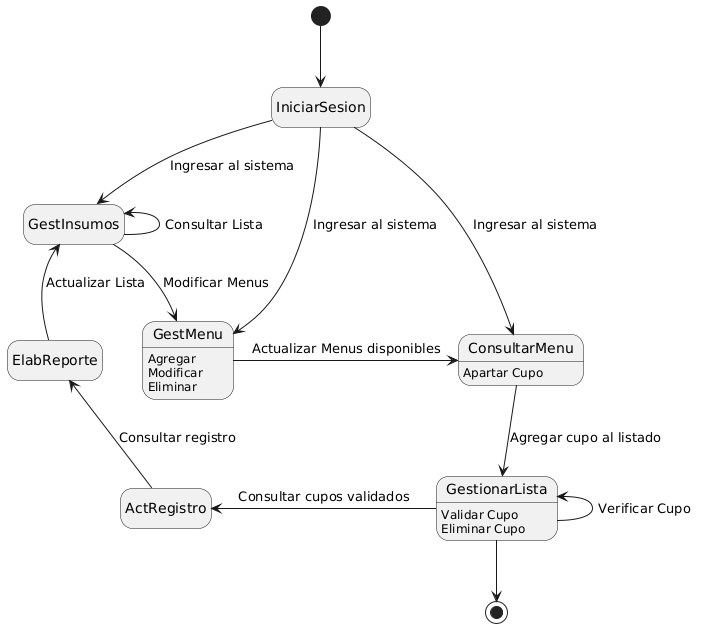 IniciarSesion
Ingresar al sistema
GestInsumos
Consultar Lista
Ingresar al sistema
Ingresar al sistema
Actualizar Lista
Modificar Menus
GestMenu
Agregar
Modificar
Eliminar
Actualizar Menus disponibles
ConsultarMenu
Apartar Cupo
ElabReporte
Consultar registro
Agregar cupo al listado
ActRegistro
Consultar cupos validados
GestionarLista
Validar Cupo
Eliminar Cupo
Verificar Cupo